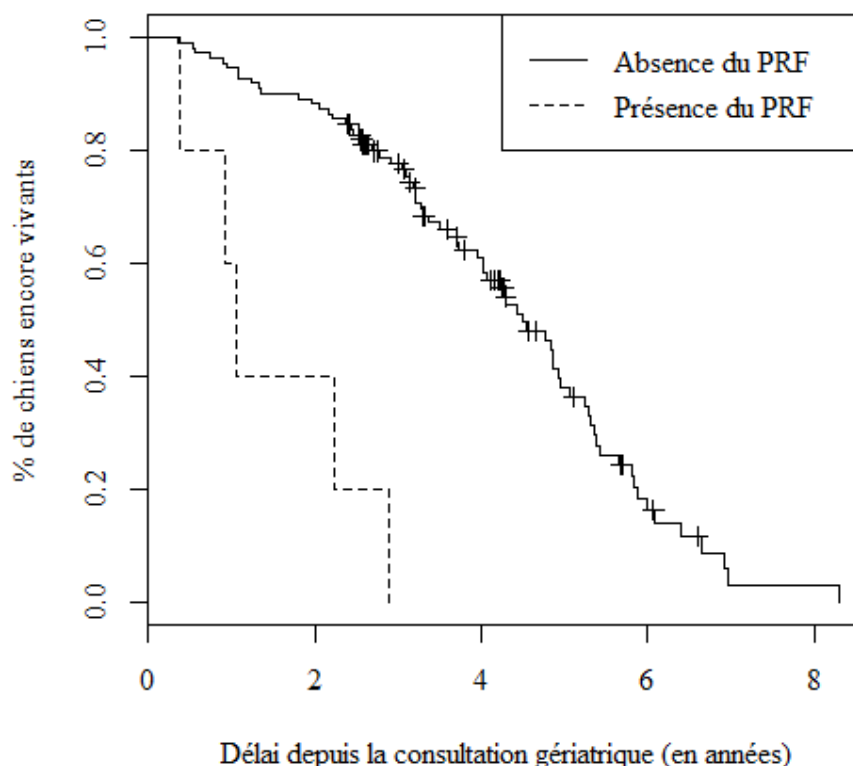 Absence du PRF
Présence du PRF
% de chiens encore vivants
1.0
0.8
0.6
0.4
0.2
0.0
0 2 4 6 8
Délai depuis la consultation gériatrique (en années)